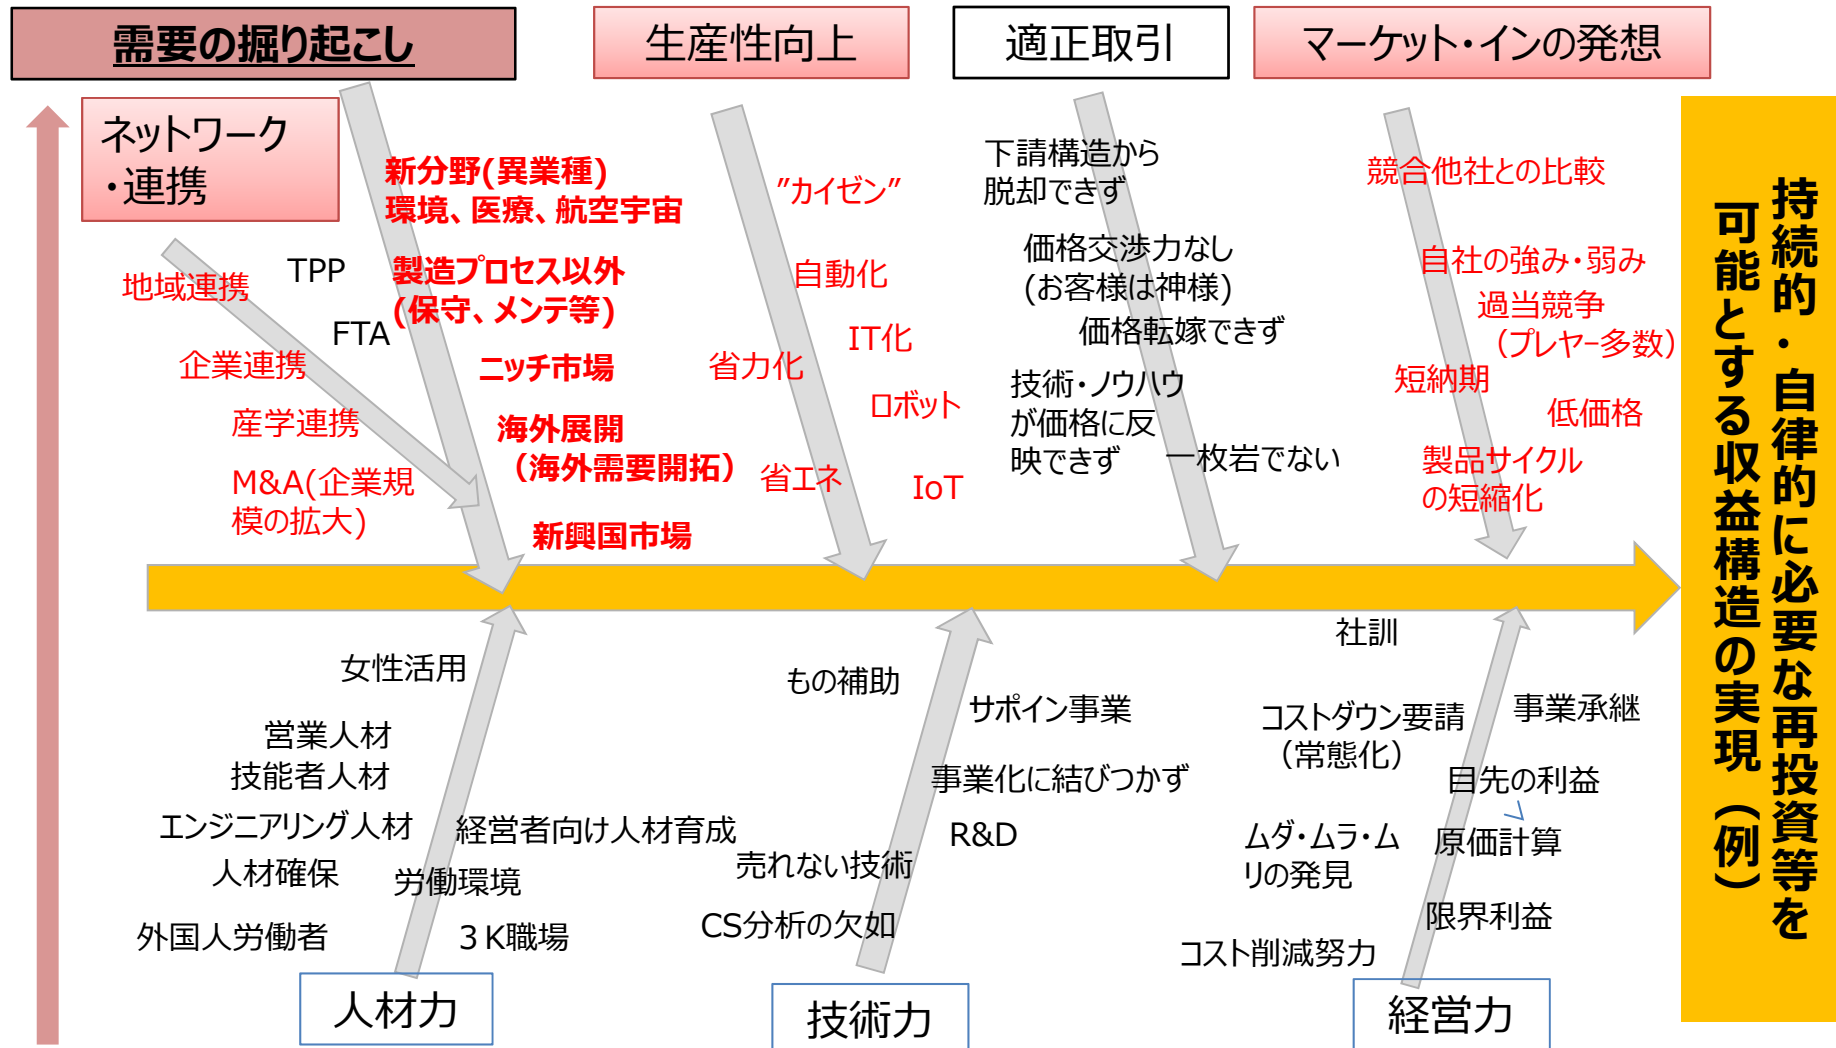 需要の掘り起こし
生産性向上
適正取引
マーケット・インの発想
ネットワーク
・連携
地域連携
TPP
FTA
企業連携
産学連携
M&A(企業規
模の拡大)
新分野(異業種)
環境、医療、航空宇宙
製造プロセス以外
(保守、メンテ等)
ニッチ市場
海外展開
（海外需要開拓）
新興国市場
”カイゼン”
自動化
IT化
省力化
ロボット
省エネ
IoT
下請構造から
脱却できず
価格交渉力なし
(お客様は神様)
価格転嫁できず
技術・ノウハウ
が価格に反
映できず
一枚岩でない
競合他社との比較
自社の強み・弱み
過当競争
（プレヤｰ多数）
短納期
低価格
製品サイクル
の短縮化
持続的・自律的に必要な再投資等を
可能とする収益構造の実現（例）
女性活用
営業人材
技能者人材
エンジニアリング人材
経営者向け人材育成
人材確保
労働環境
外国人労働者
３K職場
人材力
もの補助
サポイン事業
事業化に結びつかず
R&D
売れない技術
CS分析の欠如
技術力
社訓
コストダウン要請
（常態化）
事業承継
目先の利益
ムダ・ムラ・ム
リの発見
原価計算
限界利益
コスト削減努力
経営力